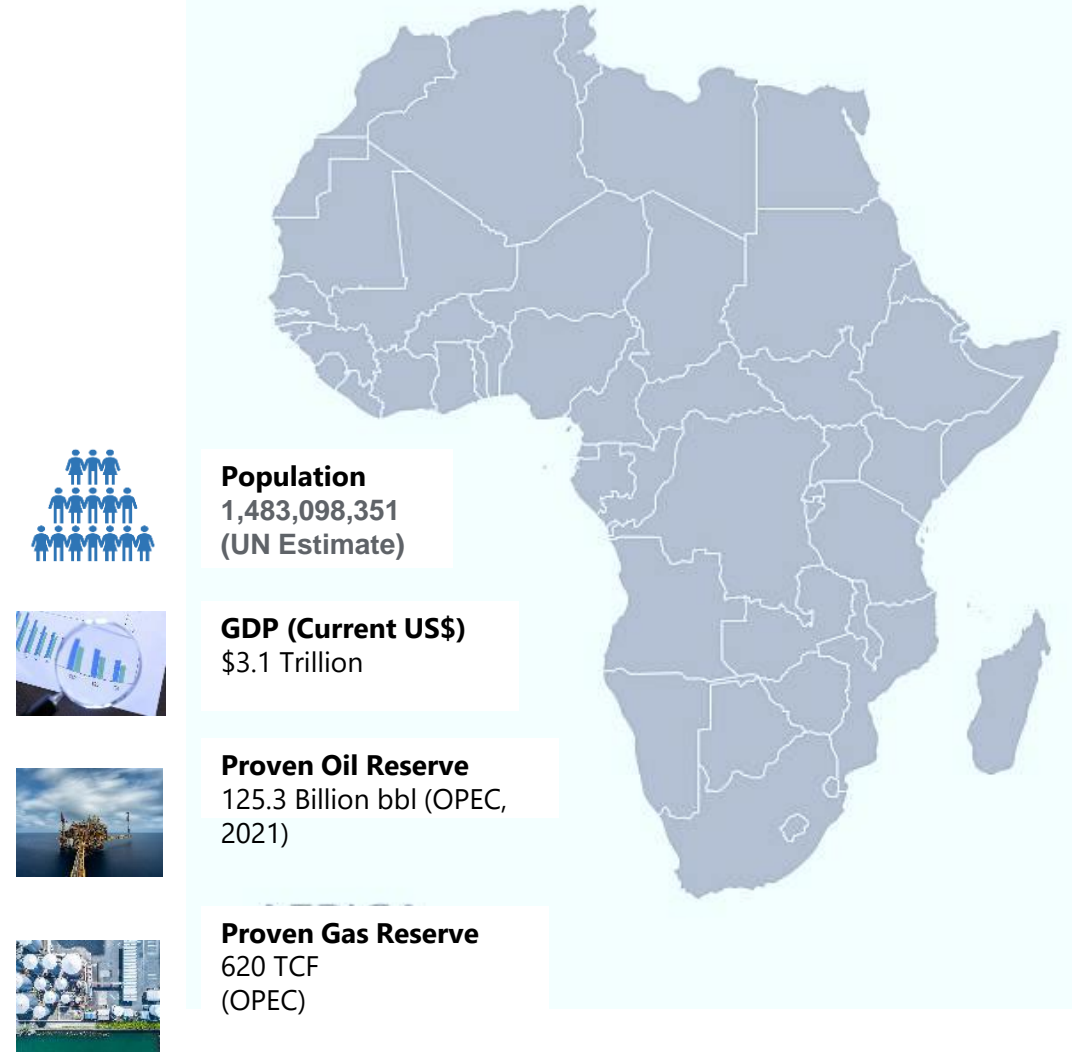 Population
1,483,098,351
(UN Estimate)
GDP (Current US$)
$3.1 Trillion
Proven Oil Reserve
125.3 Billion bbl (OPEC,
2021)
Proven Gas Reserve
620 TCF
(OPEC)